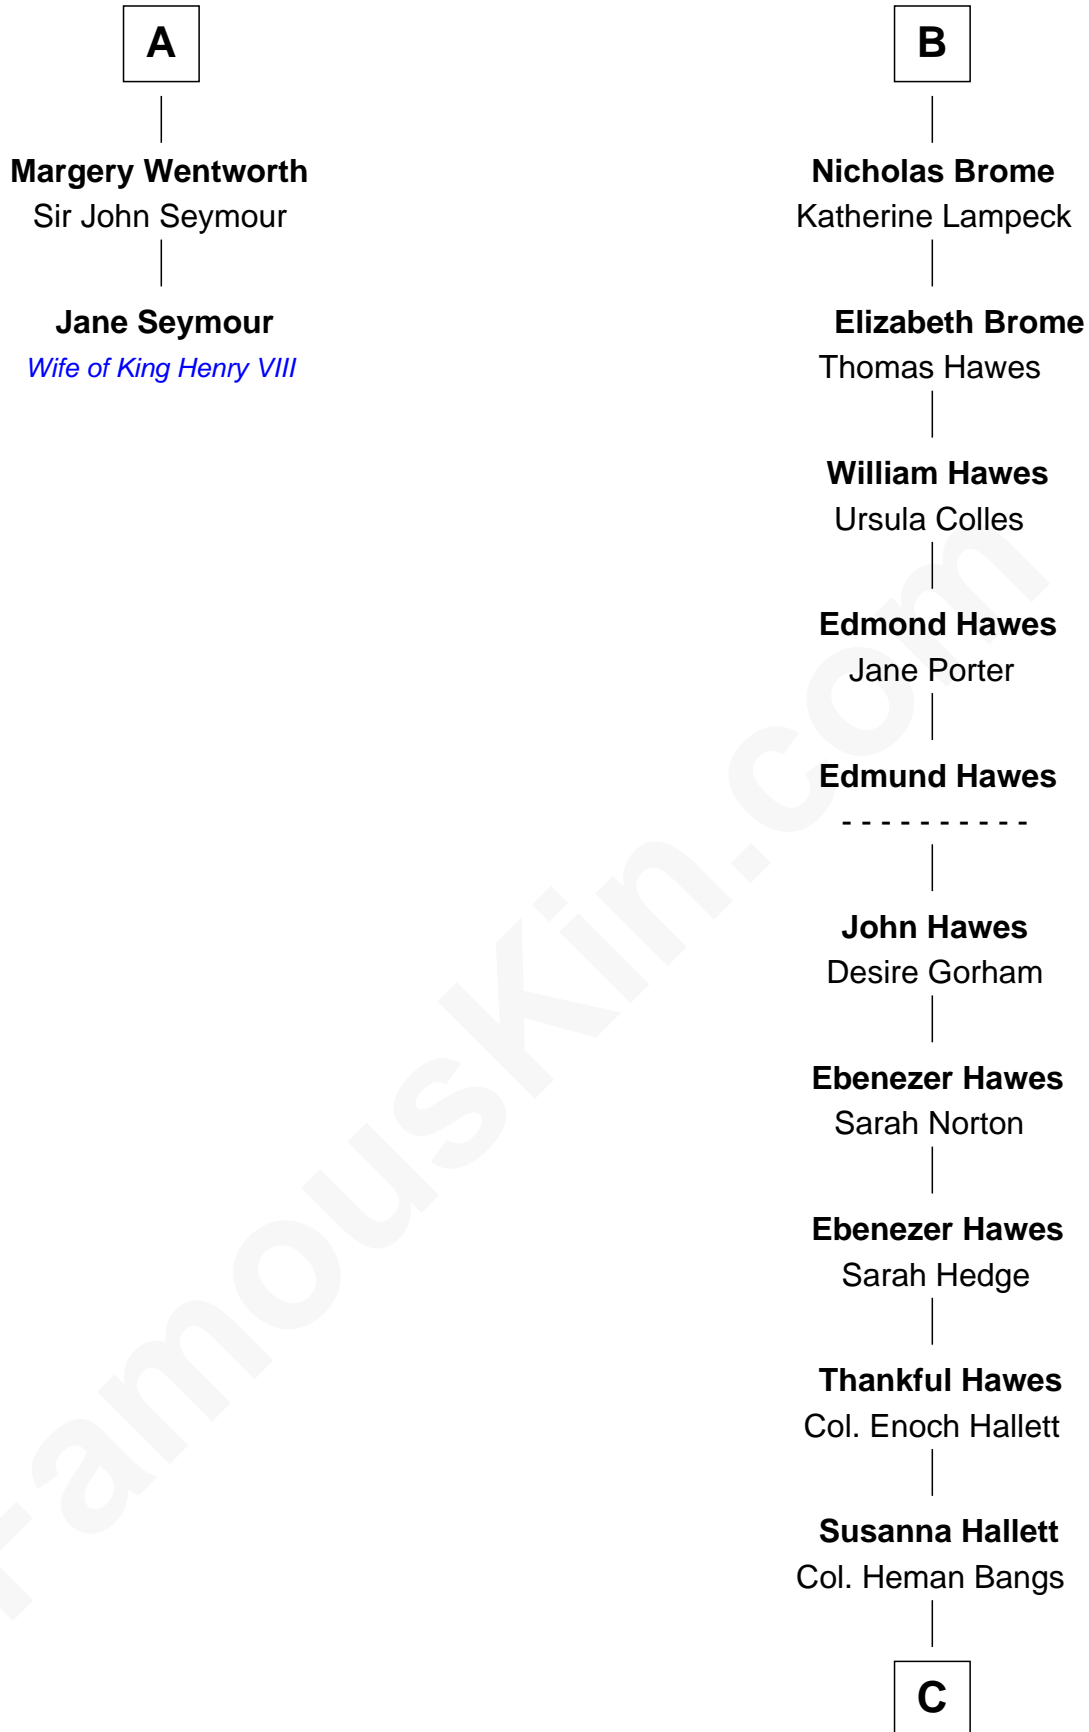 A
Margery Wentworth
Sir John Seymour
Jane Seymour
Wife of King Henry VIII
B
Nicholas Brome
Katherine Lampeck
Elizabeth Brome
Thomas Hawes
William Hawes
Ursula Colles
Edmond Hawes
Jane Porter
Edmund Hawes
- - - - - - - - - -
John Hawes
Desire Gorham
Ebenezer Hawes
Sarah Norton
Ebenezer Hawes
Sarah Hedge
Thankful Hawes
Col. Enoch Hallett
Susanna Hallett
Col. Heman Bangs
C
FamousKin.com